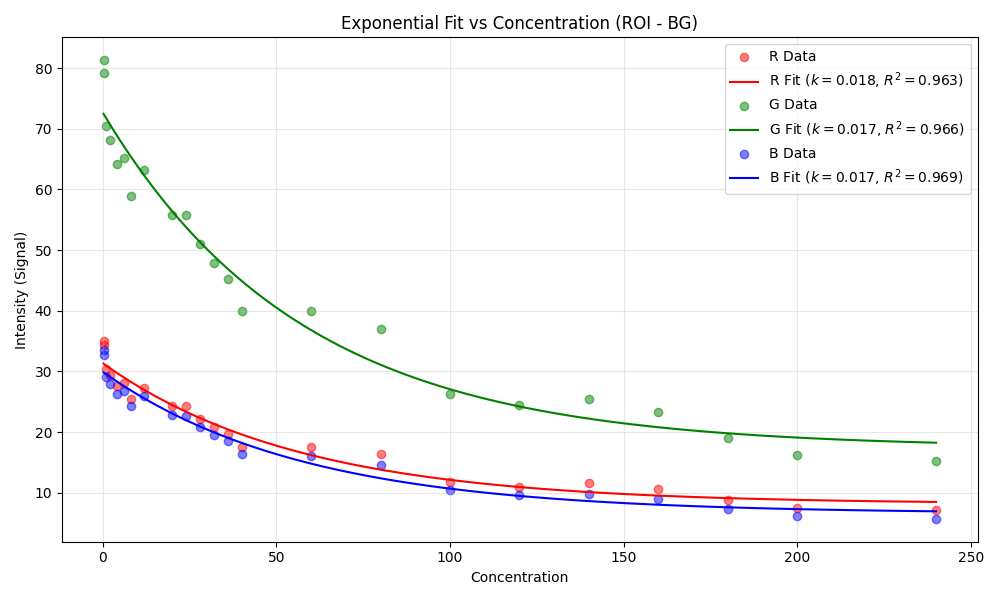 Exponential Fit vs Concentration (ROI - BG)
R Data
R Fit (k = 0.018, R² = 0.963)
G Data
G Fit (k = 0.017, R² = 0.966)
B Data
B Fit (k = 0.017, R² = 0.969)
Intensity (Signal)
80
70
60
50
40
30
20
10
0 50 100 150 200 250
Concentration